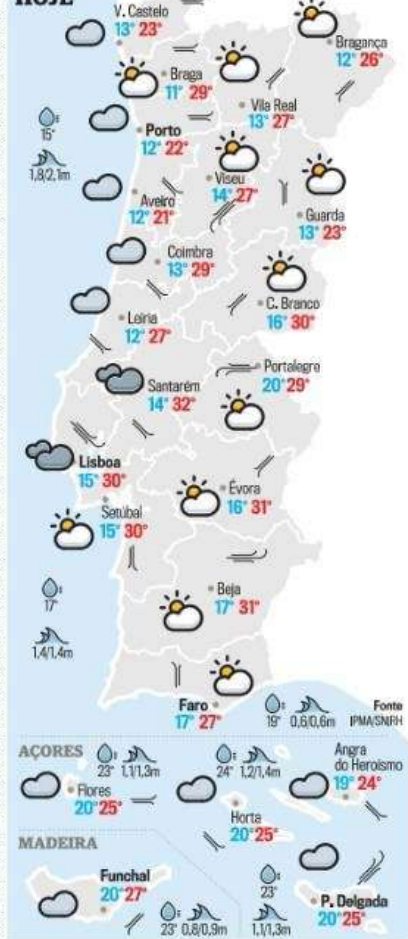 HOJE
V. Castelo
13° 23°
Bragança
12° 26°
Braga
11° 29°
Vila Real
13° 27°
15°
1,8/2,1m
Porto
12° 22°
Viseu
14° 27°
Aveiro
12° 21°
Guarda
13° 23°
Coimbra
13° 29°
C. Branco
16° 30°
Leiria
12° 27°
Portalegre
20° 29°
Santarém
14° 32°
Lisboa
15° 30°
Évora
16° 31°
Setúbal
15° 30°
17°
1,4/1,4m
Beja
17° 31°
Faro
17° 27°
19° 0,6/0,6m
Fonte
IPMA/SNIRH
AÇORES
23° 1,1/1,3m
24° 1,2/1,4m
Angra
do Heroísmo
19° 24°
Flores
20° 25°
Horta
20° 25°
MADEIRA
Funchal
20° 27°
23° 0,8/0,9m
23°
1,1/1,3m
P. Delgada
20° 25°